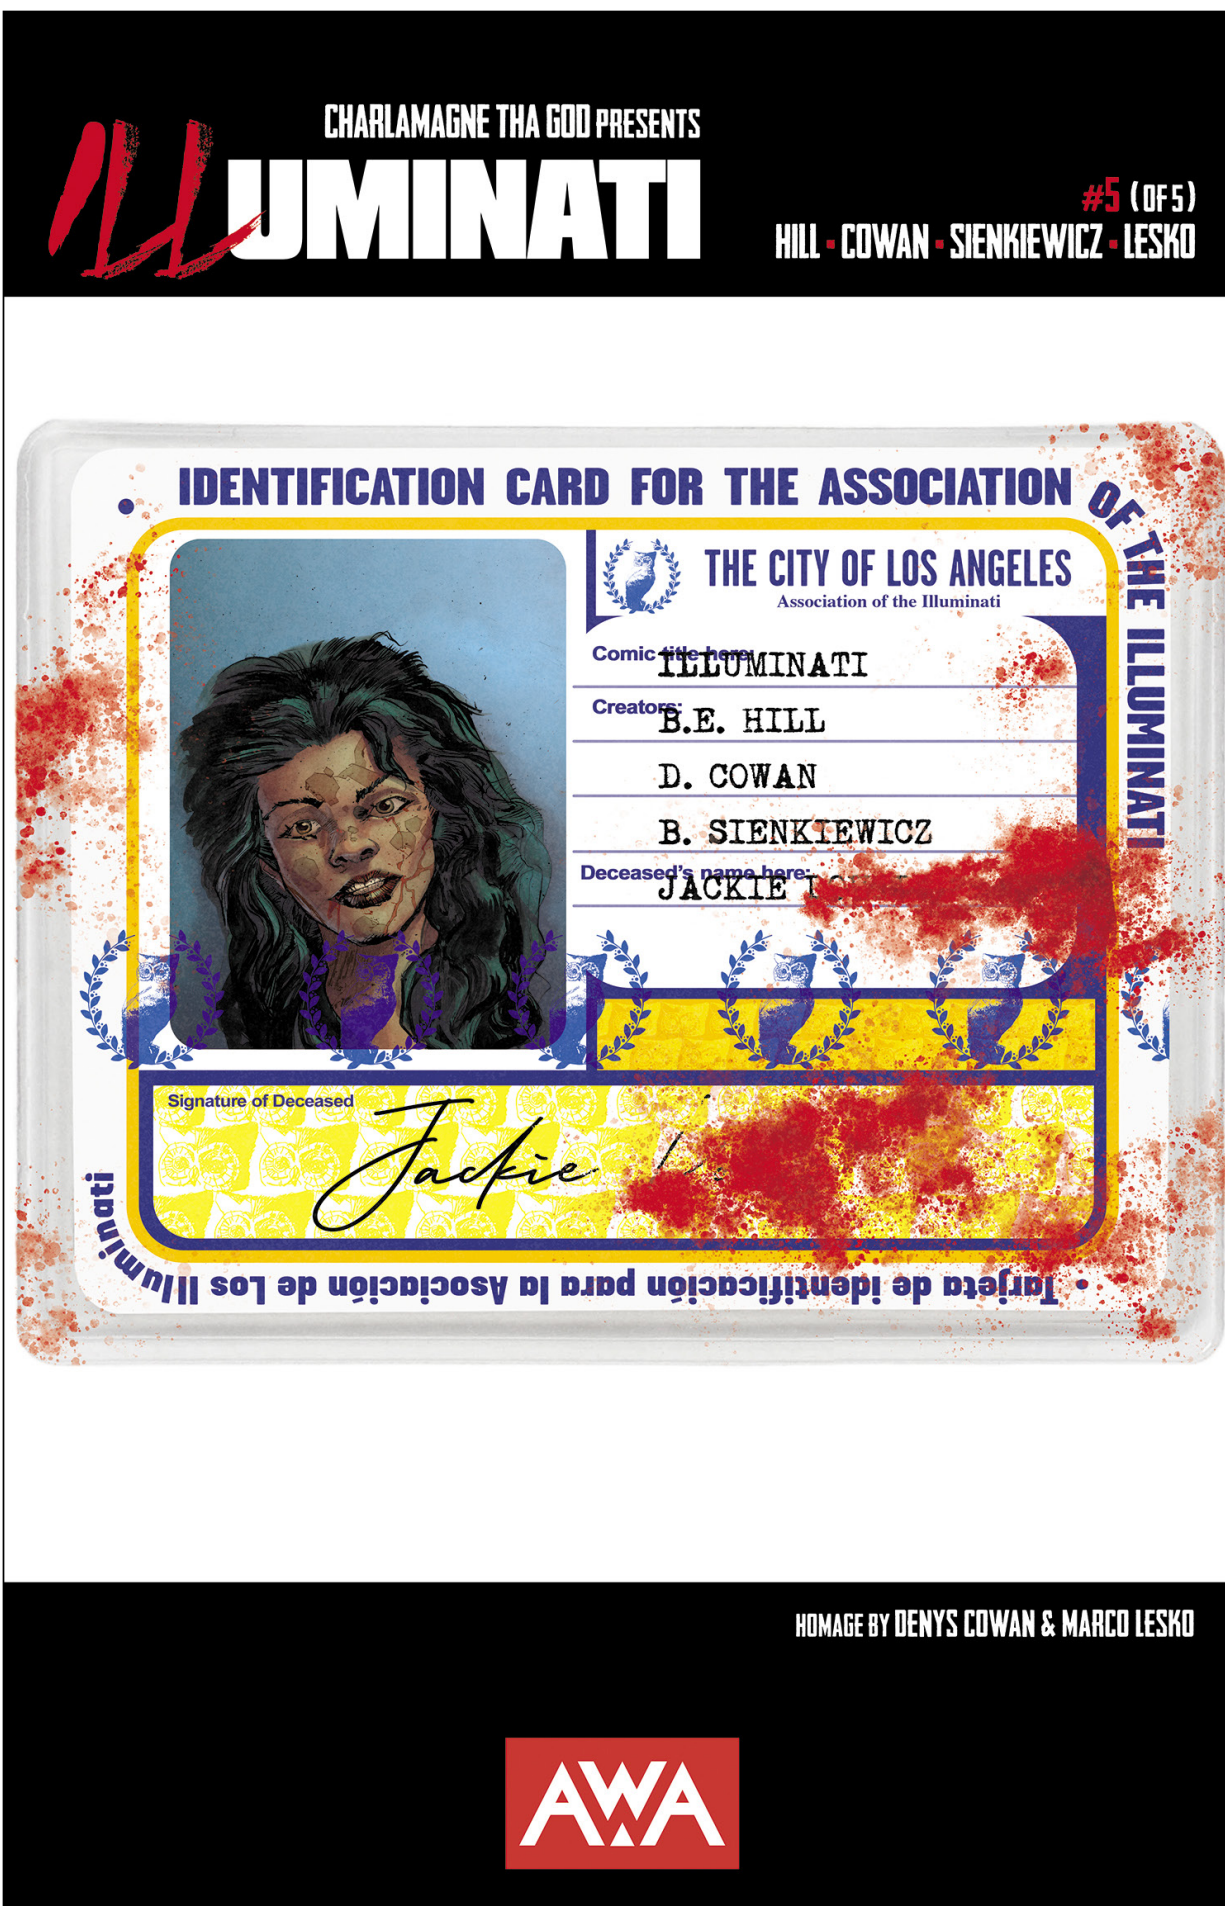 CHARLAMAGNE THA GOD PRESENTS
ILLUMINATI
#5 (OF 5)
HILL · COWAN · SIENKIEWICZ · LESKO
IDENTIFICATION CARD FOR THE ASSOCIATION OF THE ILLUMINATI
THE CITY OF LOS ANGELES
Association of the Illuminati
Comic title here:
ILLUMINATI
Creators:
B.E. HILL
D. COWAN
B. SIENKIEWICZ
Deceased's name here:
JACKIE
Signature of Deceased
Jackie
• Tarjeta de identificación para la Asociación de Los Illuminati
HOMAGE BY DENYS COWAN & MARCO LESKO
AWA